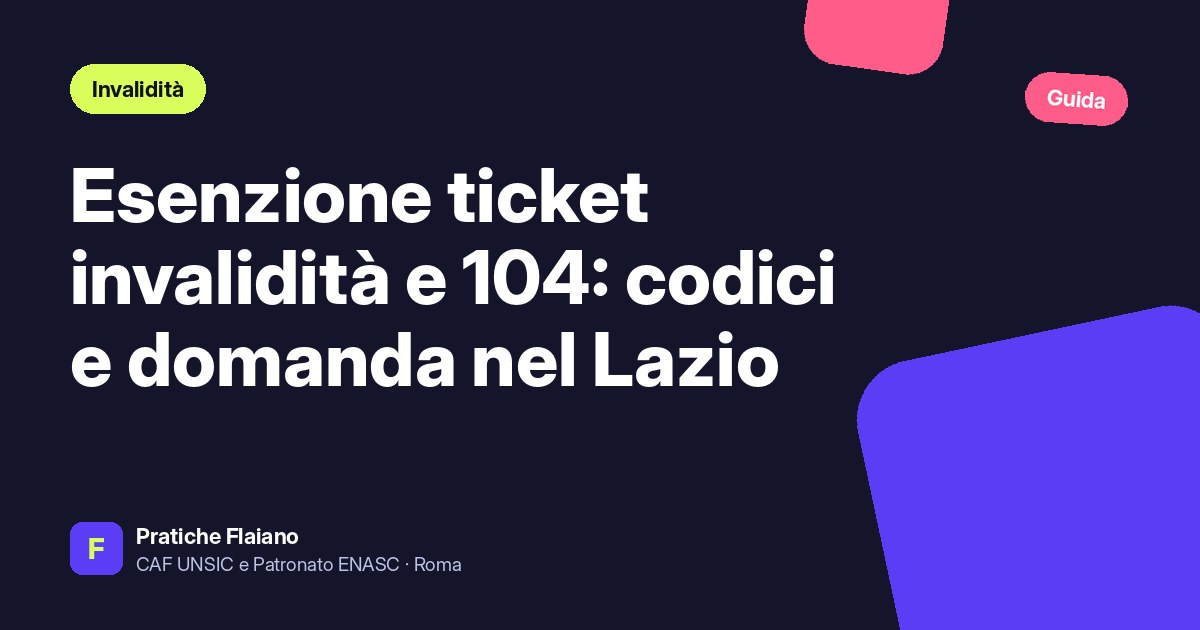 Invalidità
Guida
Esenzione ticket
invalidità e 104: codici
e domanda nel Lazio
F
Pratiche Flaiano
CAF UNSIC e Patronato ENASC · Roma